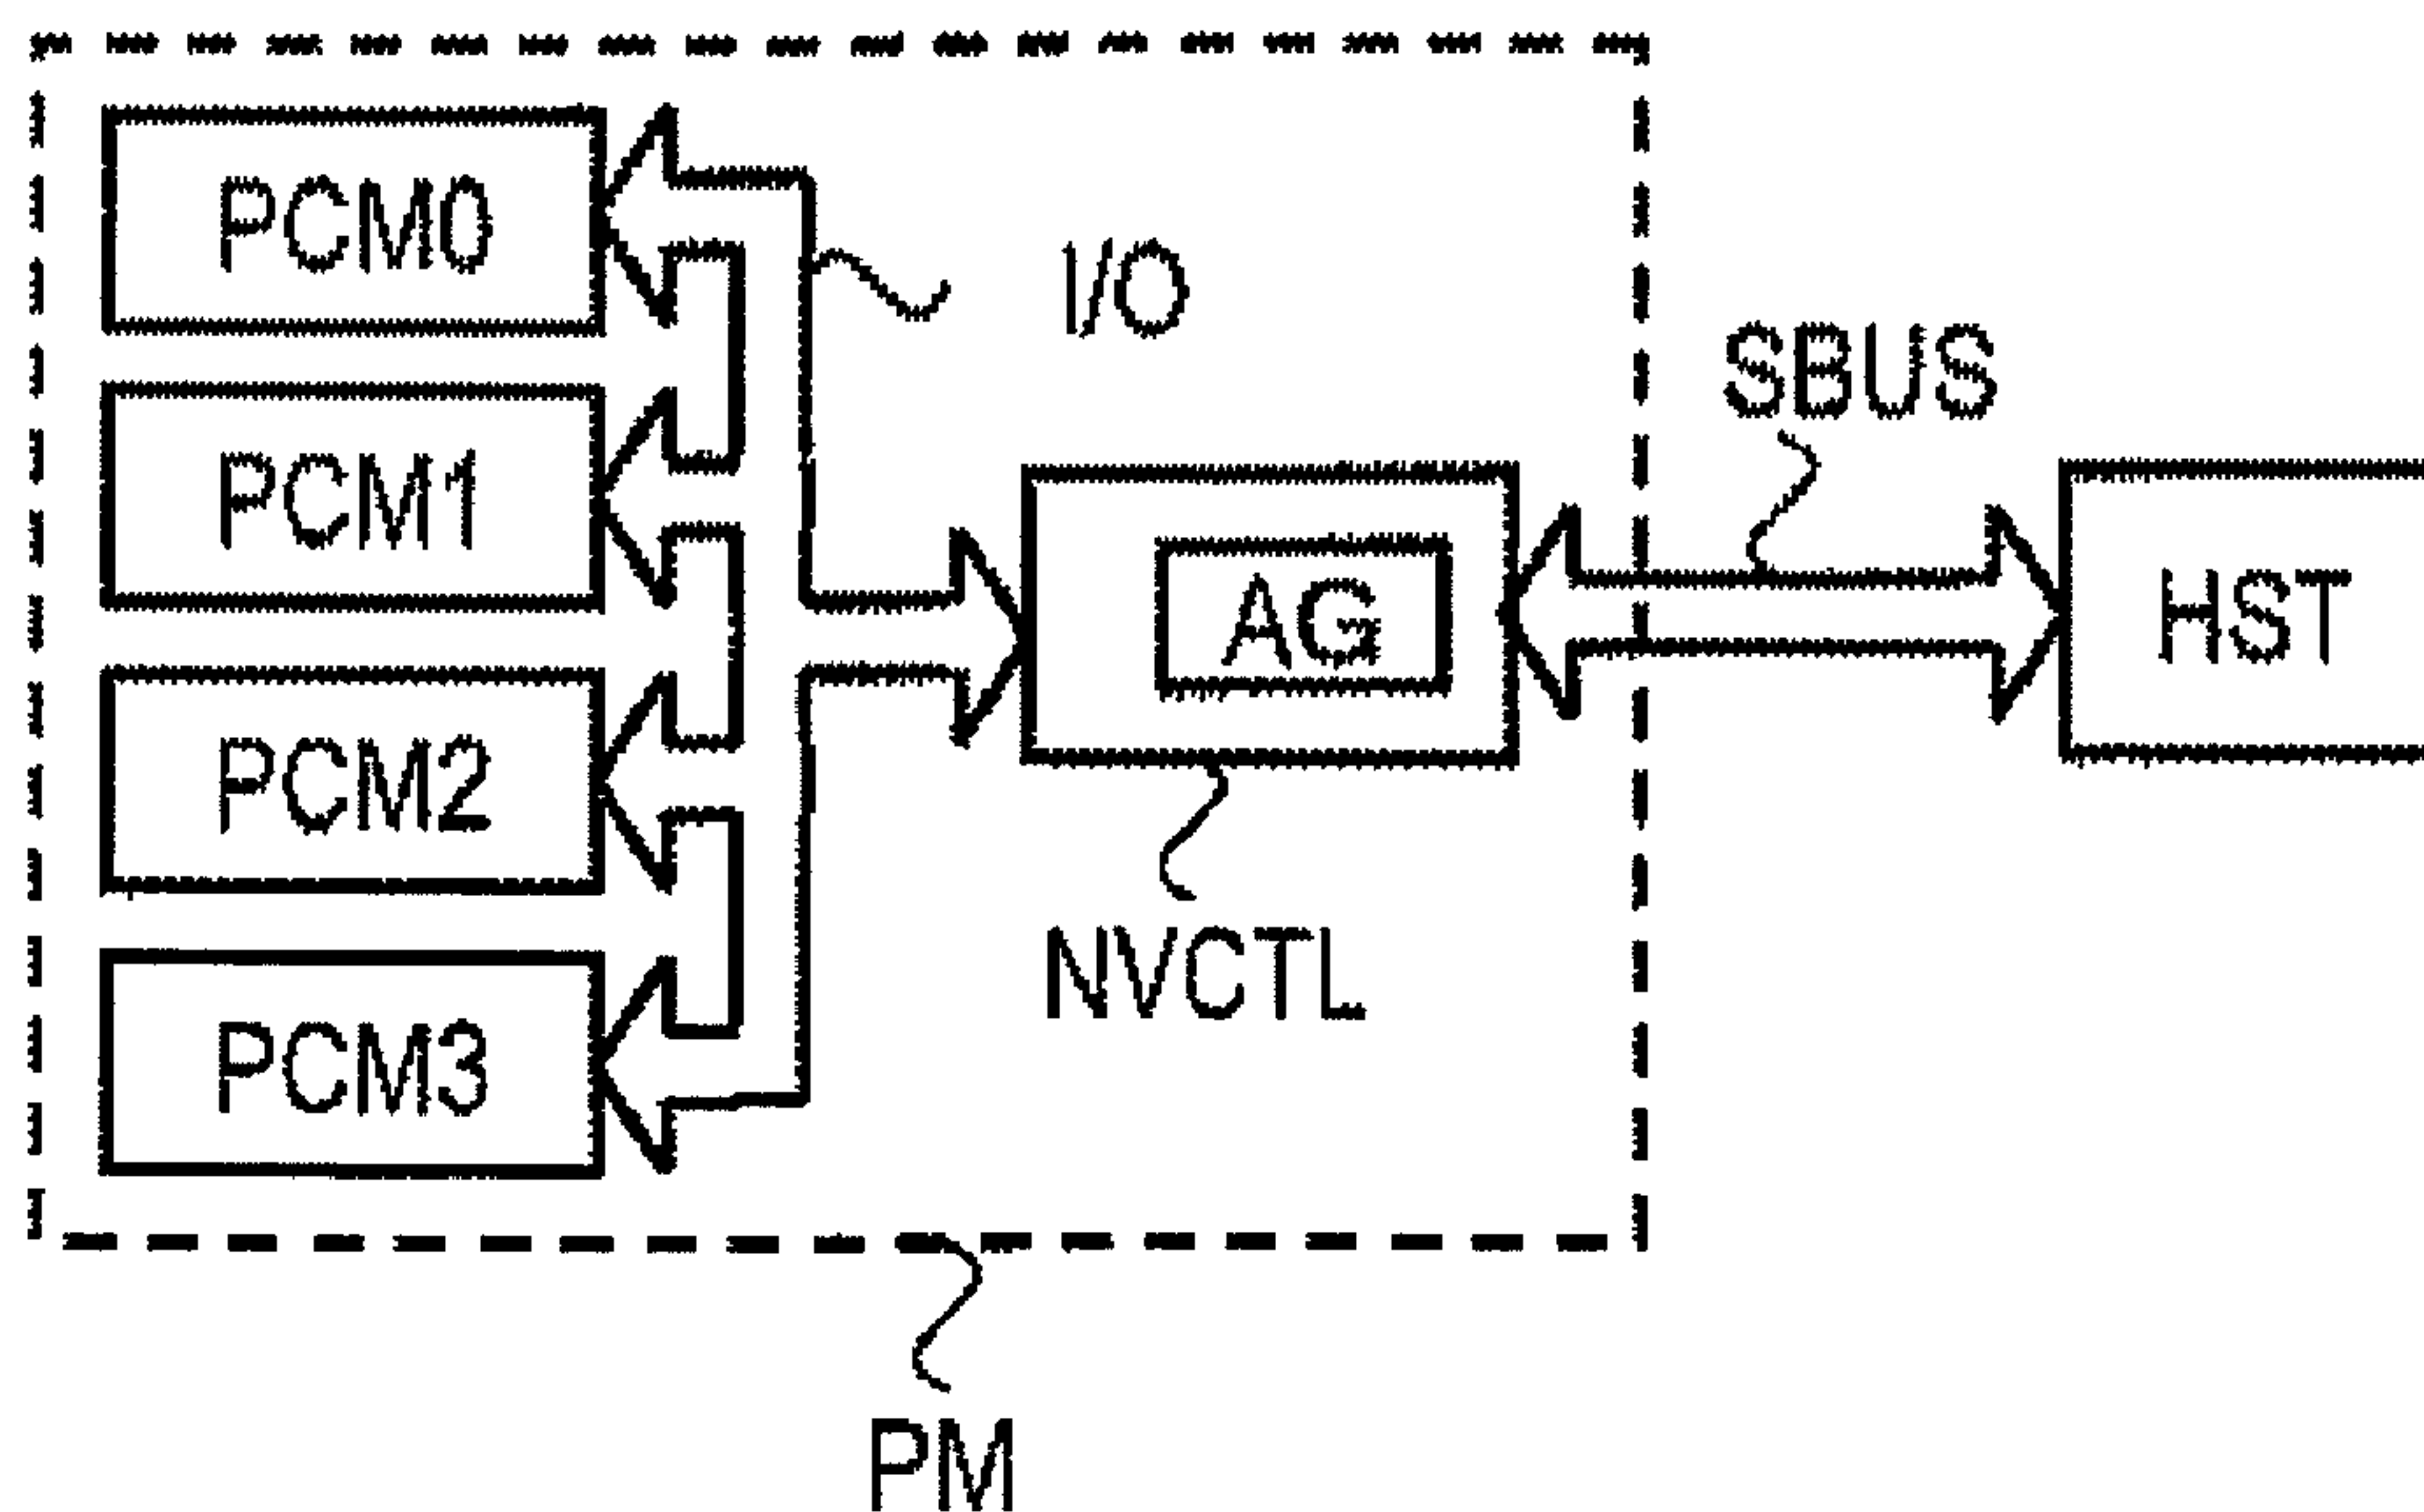 PCM0
I/O
SBUS
PCM1
AG
HST
PCM2
NVCTL
PCM3
PM